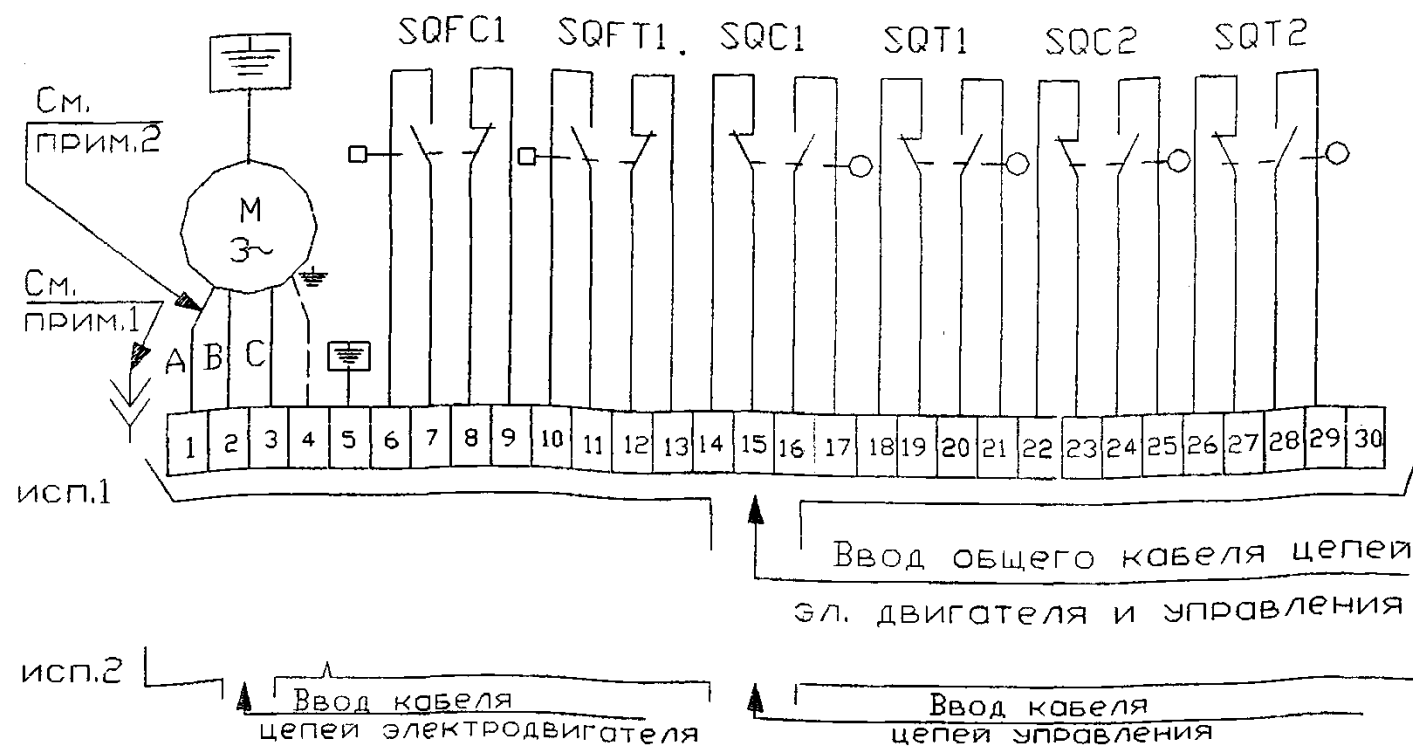 SQFC1 SQFT1. SQC1 SQT1 SQC2 SQT2
См.
прим.2
М
3~
См.
прим.1
А В С
1 2 3 4 5 6 7 8 9 10 11 12 13 14 15 16 17 18 19 20 21 22 23 24 25 26 27 28 29 30
исп.1
Ввод общего кабеля цепей
эл. двигателя и управления
исп.2
Ввод кабеля
цепей электродвигателя
Ввод кабеля
цепей управления